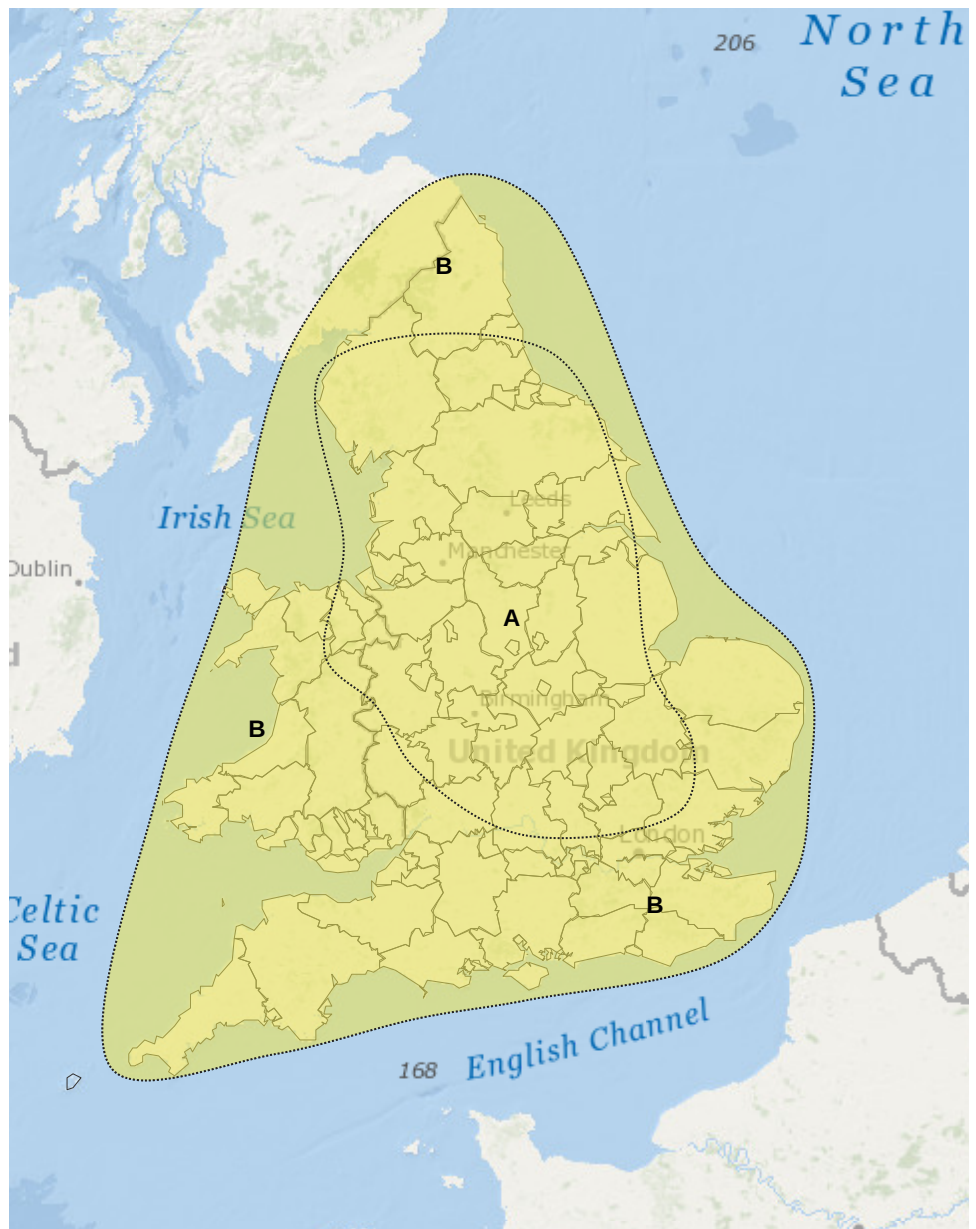 206
North
Sea
B
Leeds
Irish Sea
Manchester
Dublin
A
Birmingham
B
United Kingdom
London
B
Celtic
Sea
English Channel
168